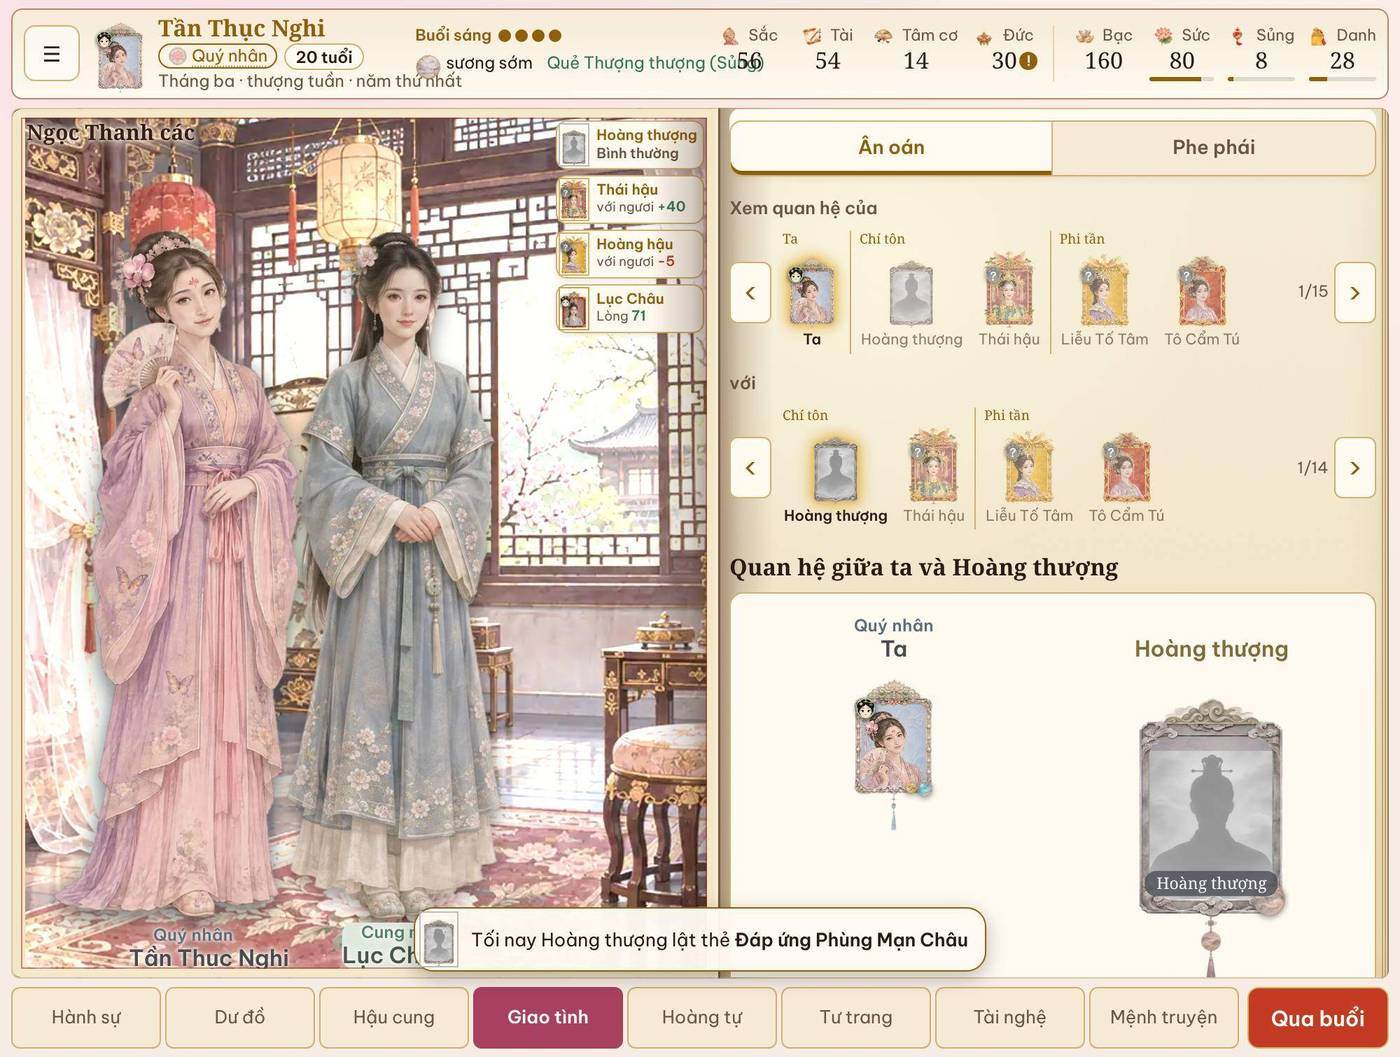 ☰
Tần Thục Nghi
Quý nhân
20 tuổi
Tháng ba · thượng tuần · năm thứ nhất
Buổi sáng
sương sớm
Quẻ Thượng thượng (Sủng)
Sắc
56
Tài
54
Tâm cơ
14
Đức
30 !
Bạc
160
Sức
80
Sủng
8
Danh
28
Ngọc Thanh các
Hoàng thượng
Bình thường
Thái hậu
với ngươi +40
Hoàng hậu
với ngươi -5
Lục Châu
Lòng 71
Quý nhân
Tần Thục Nghi
Cung
Lục Ch
Ân oán
Phe phái
Xem quan hệ của
Ta
Chí tôn
Phi tần
? ? ?
1/15
Ta
Hoàng thượng
Thái hậu
Liễu Tố Tâm
Tô Cẩm Tú
với
Chí tôn
Phi tần
? ? ?
1/14
Hoàng thượng
Thái hậu
Liễu Tố Tâm
Tô Cẩm Tú
Quan hệ giữa ta và Hoàng thượng
Quý nhân
Ta
Hoàng thượng
Hoàng thượng
Tối nay Hoàng thượng lật thẻ Đáp ứng Phùng Mạn Châu
Hành sự
Dư đồ
Hậu cung
Giao tình
Hoàng tự
Tư trang
Tài nghệ
Mệnh truyện
Qua buổi